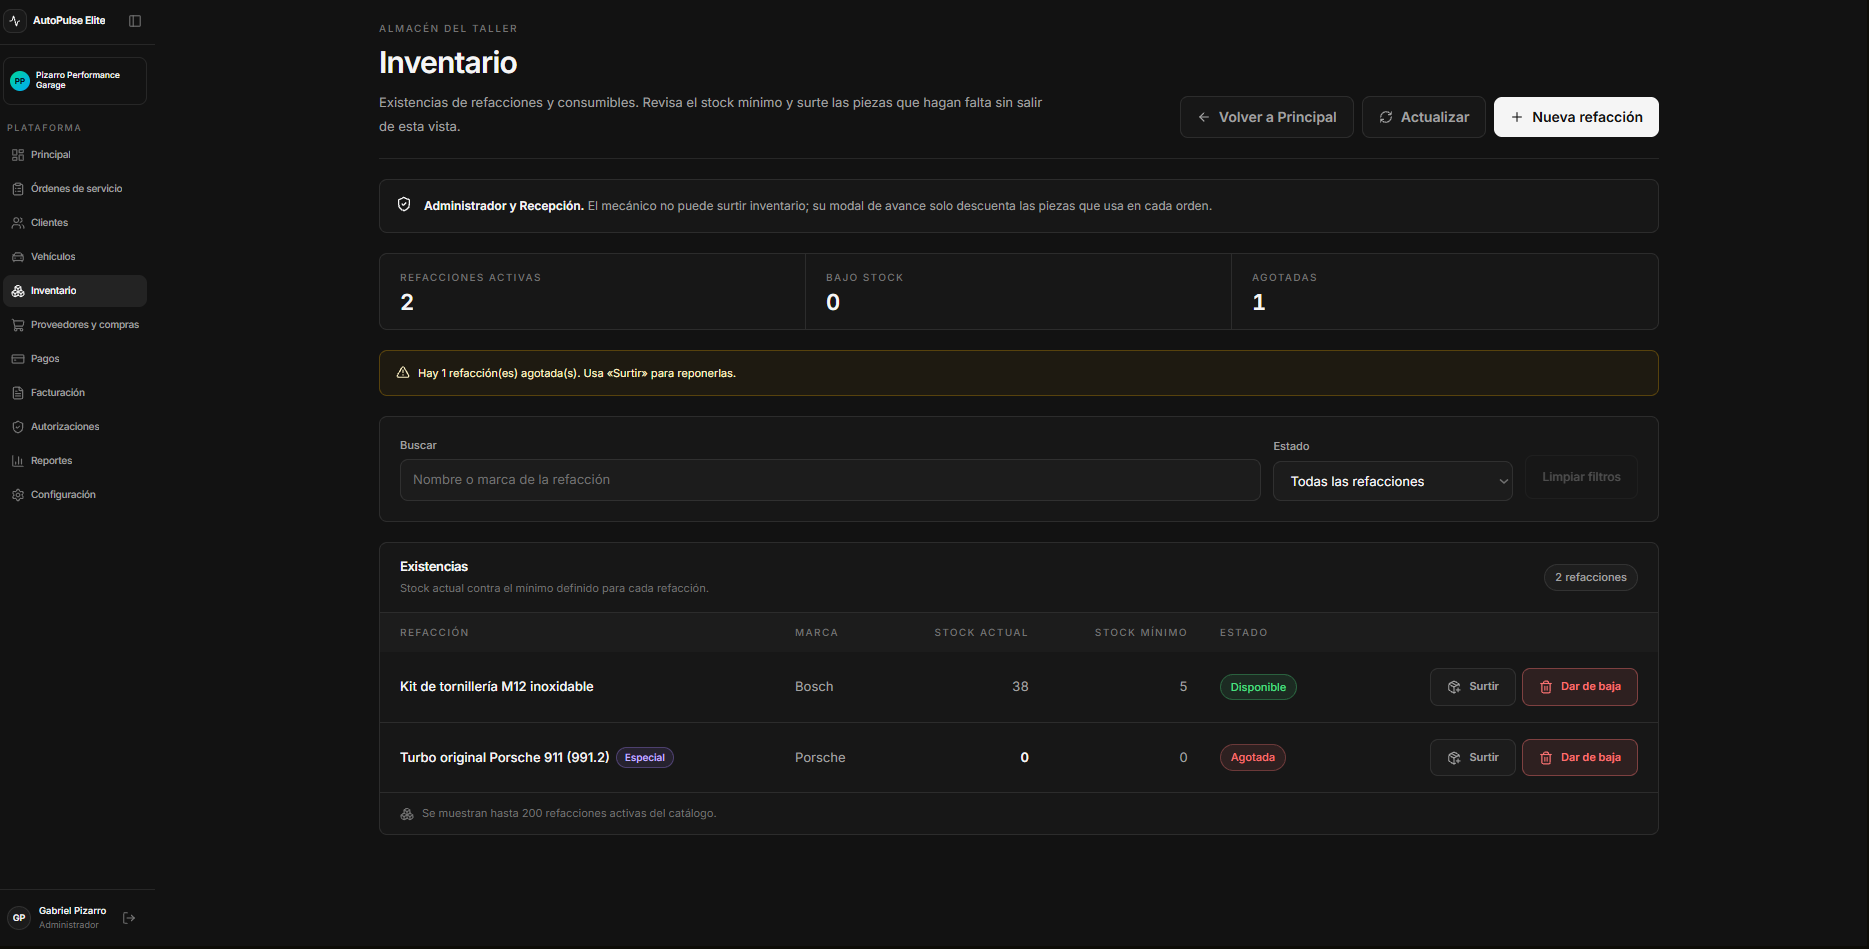 AutoPulse Elite
PP
Pizarro Performance
Garage
PLATAFORMA
Principal
Órdenes de servicio
Clientes
Vehículos
Inventario
Proveedores y compras
Pagos
Facturación
Autorizaciones
Reportes
Configuración
GP
Gabriel Pizarro
Administrador
ALMACÉN DEL TALLER
Inventario
Existencias de refacciones y consumibles. Revisa el stock mínimo y surte las piezas que hagan falta sin salir
de esta vista.
Volver a Principal
Actualizar
Nueva refacción
Administrador y Recepción. El mecánico no puede surtir inventario; su modal de avance solo descuenta las piezas que usa en cada orden.
REFACCIONES ACTIVAS
2
BAJO STOCK
0
AGOTADAS
1
Hay 1 refacción(es) agotada(s). Usa «Surtir» para reponerlas.
Buscar
Nombre o marca de la refacción
Estado
Todas las refacciones
Limpiar filtros
Existencias
Stock actual contra el mínimo definido para cada refacción.
2 refacciones
REFACCIÓN MARCA STOCK ACTUAL STOCK MÍNIMO ESTADO
Kit de tornillería M12 inoxidable Bosch 38 5 Disponible Surtir Dar de baja
Turbo original Porsche 911 (991.2) Especial Porsche 0 0 Agotada Surtir Dar de baja
Se muestran hasta 200 refacciones activas del catálogo.